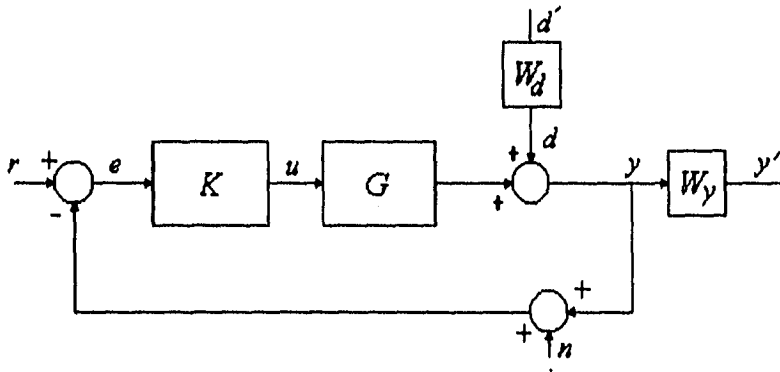 d′
W_d
d
r + e K u G + + y W_y y′
-
+ +
n